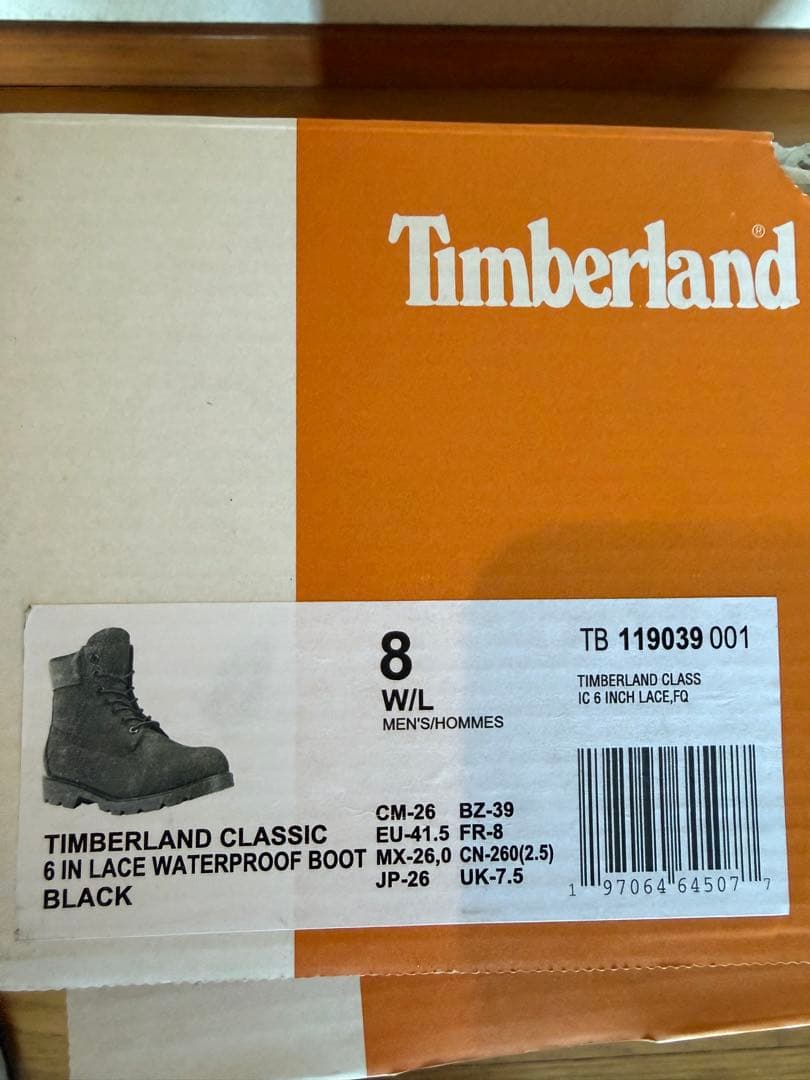 Timberland®
8
W/L
MEN'S/HOMMES
TB 119039 001
TIMBERLAND CLASS
IC 6 INCH LACE,FQ
TIMBERLAND CLASSIC
6 IN LACE WATERPROOF BOOT
BLACK
CM-26 BZ-39
EU-41.5 FR-8
MX-26,0 CN-260(2.5)
JP-26 UK-7.5
1 97064 64507 7